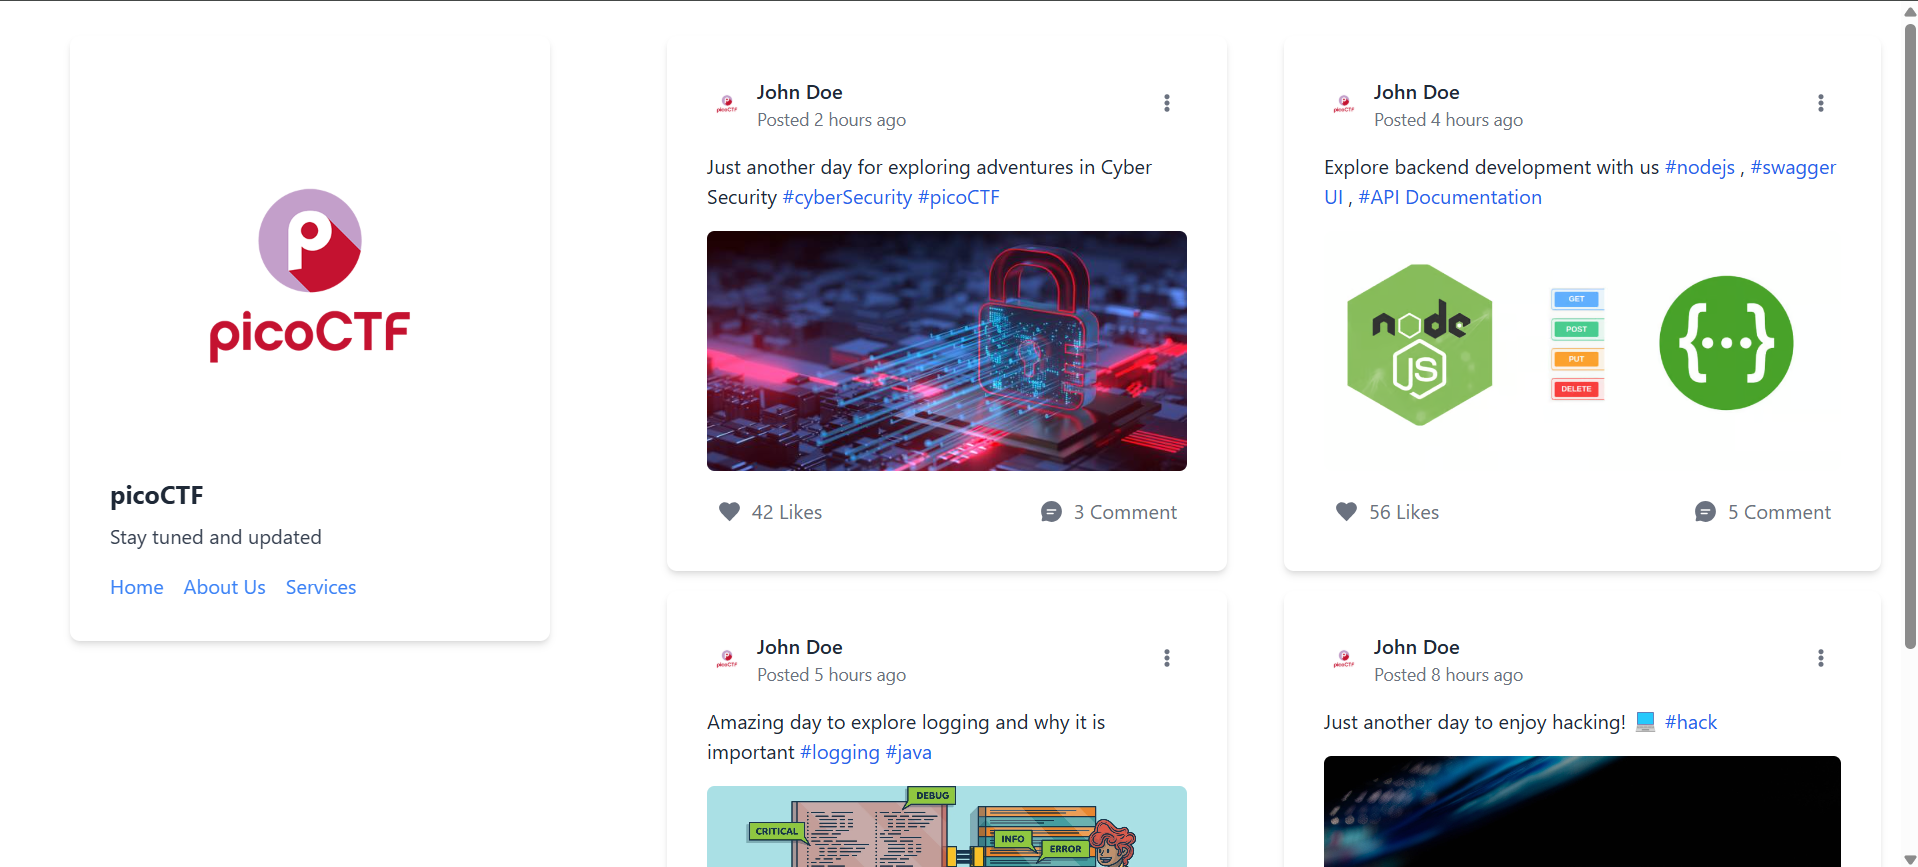 picoCTF
picoCTF
Stay tuned and updated
Home About Us Services
John Doe
Posted 2 hours ago
Just another day for exploring adventures in Cyber
Security #cyberSecurity #picoCTF
42 Likes
3 Comment
John Doe
Posted 4 hours ago
Explore backend development with us #nodejs , #swagger
UI , #API Documentation
node
JS
GET
POST
PUT
DELETE
{...}
56 Likes
5 Comment
John Doe
Posted 5 hours ago
Amazing day to explore logging and why it is
important #logging #java
DEBUG
CRITICAL
INFO
ERROR
John Doe
Posted 8 hours ago
Just another day to enjoy hacking! 💻 #hack